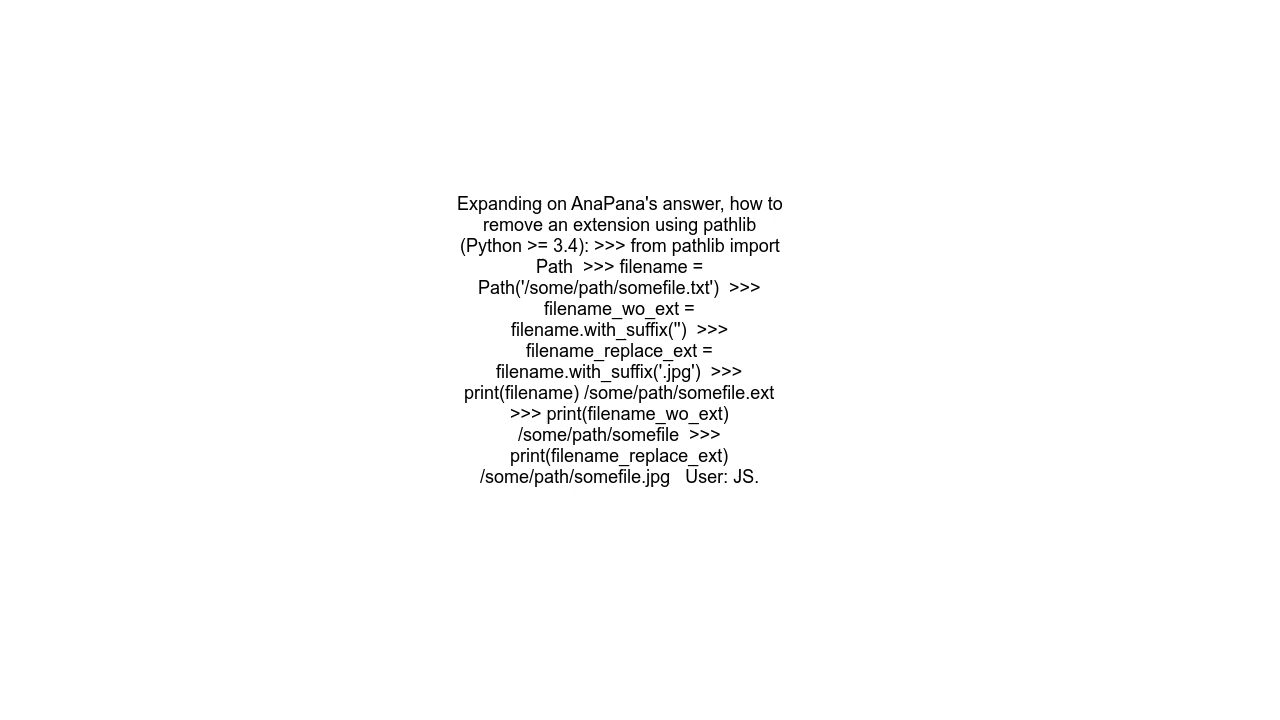 Expanding on AnaPana's answer, how to
remove an extension using pathlib
(Python >= 3.4): >>> from pathlib import
Path  >>> filename =
Path('/some/path/somefile.txt')  >>>
filename_wo_ext =
filename.with_suffix('')  >>>
filename_replace_ext =
filename.with_suffix('.jpg')  >>>
print(filename) /some/path/somefile.ext
>>> print(filename_wo_ext)
/some/path/somefile  >>>
print(filename_replace_ext)
/some/path/somefile.jpg   User: JS.